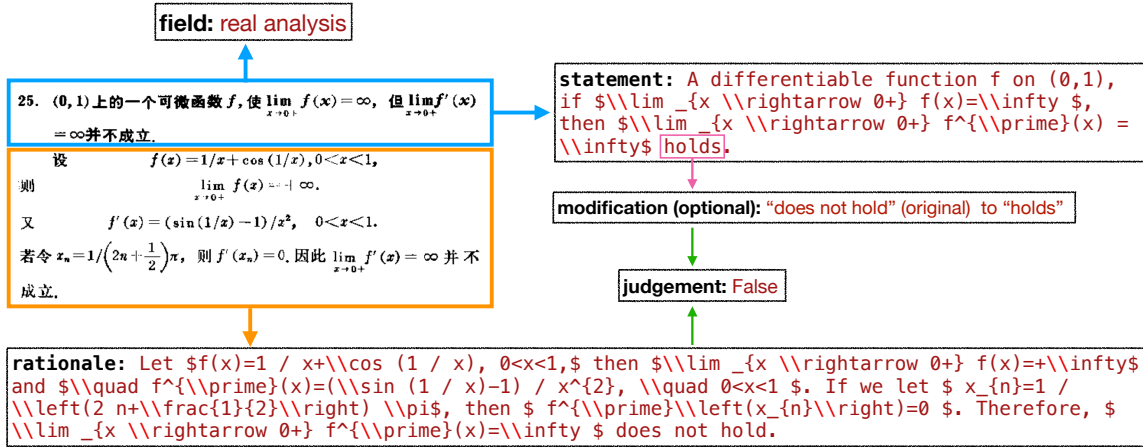 field: real analysis
25. (0,1)上的一个可微函数 f, 使 lim_{x→0+} f(x)=∞, 但 lim_{x→0+} f′(x)
=∞并不成立.
设 f(x)=1/x+cos(1/x), 0<x<1,
则 lim_{x→0+} f(x)=+∞.
又 f′(x)=(sin(1/x)-1)/x², 0<x<1.
若令 x_n=1/(2n+\frac{1}{2})π, 则 f′(x_n)=0. 因此 lim_{x→0+} f′(x)=∞ 并不
成立.
statement: A differentiable function f on (0,1),
if $\\lim _{x \\rightarrow 0+} f(x)=\\infty $,
then $\\lim _{x \\rightarrow 0+} f^{\\prime}(x) =
\\infty$ holds.
modification (optional): “does not hold” (original) to “holds”
judgement: False
rationale: Let $f(x)=1 / x+\\cos (1 / x), 0<x<1,$ then $\\lim _{x \\rightarrow 0+} f(x)=+\\infty$
and $\\quad f^{\\prime}(x)=(\\sin (1 / x)-1) / x^{2}, \\quad 0<x<1 $. If we let $ x_{n}=1 /
\\left(2 n+\\frac{1}{2}\\right) \\pi$, then $ f^{\\prime}\\left(x_{n}\\right)=0 $. Therefore, $
\\lim _{x \\rightarrow 0+} f^{\\prime}(x)=\\infty $ does not hold.